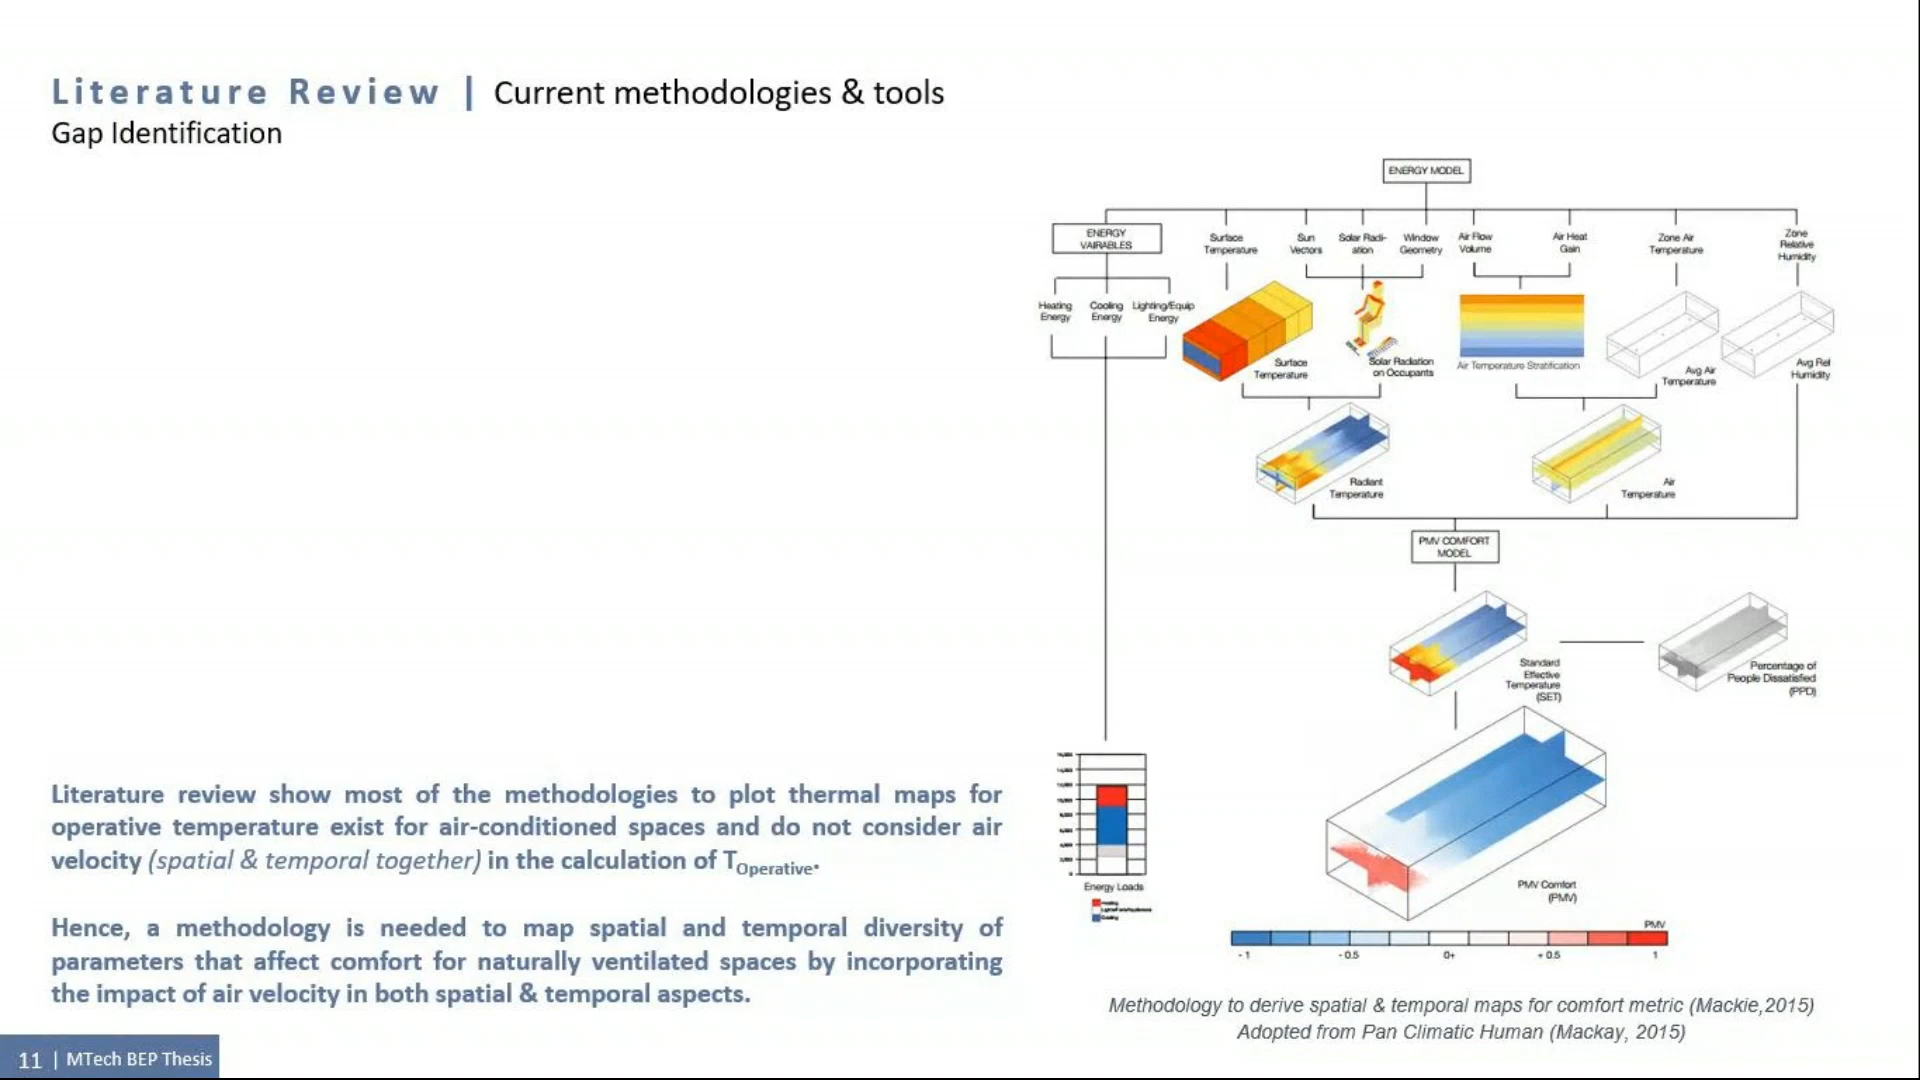 Literature Review | Current methodologies & tools
Gap Identification
ENERGY MODEL
ENERGY
VAIRABLES
Surface
Temperature
Sun
Vectors
Solar Radi-
ation
Window
Geometry
Air Flow
Volume
Air Heat
Gain
Zone Air
Temperature
Zone
Relative
Humidity
Heating
Energy
Cooling
Energy
Lighting/Equip
Energy
Surface
Temperature
Solar Radiation
on Occupants
Air Temperature Stratification
Avg Air
Temperature
Avg Rel
Humidity
Radiant
Temperature
Air
Temperature
PMV COMFORT
MODEL
Standard
Effective
Temperature
(SET)
Percentage of
People Dissatisfied
(PPD)
Energy Loads
Heating
Cooling
PMV Comfort
(PMV)
PMV
-1 -0.5 0+ +0.5 1
Literature review show most of the methodologies to plot thermal maps for
operative temperature exist for air-conditioned spaces and do not consider air
velocity (spatial & temporal together) in the calculation of TOperative.
Hence, a methodology is needed to map spatial and temporal diversity of
parameters that affect comfort for naturally ventilated spaces by incorporating
the impact of air velocity in both spatial & temporal aspects.
Methodology to derive spatial & temporal maps for comfort metric (Mackie,2015)
Adopted from Pan Climatic Human (Mackay, 2015)
11 | MTech BEP Thesis